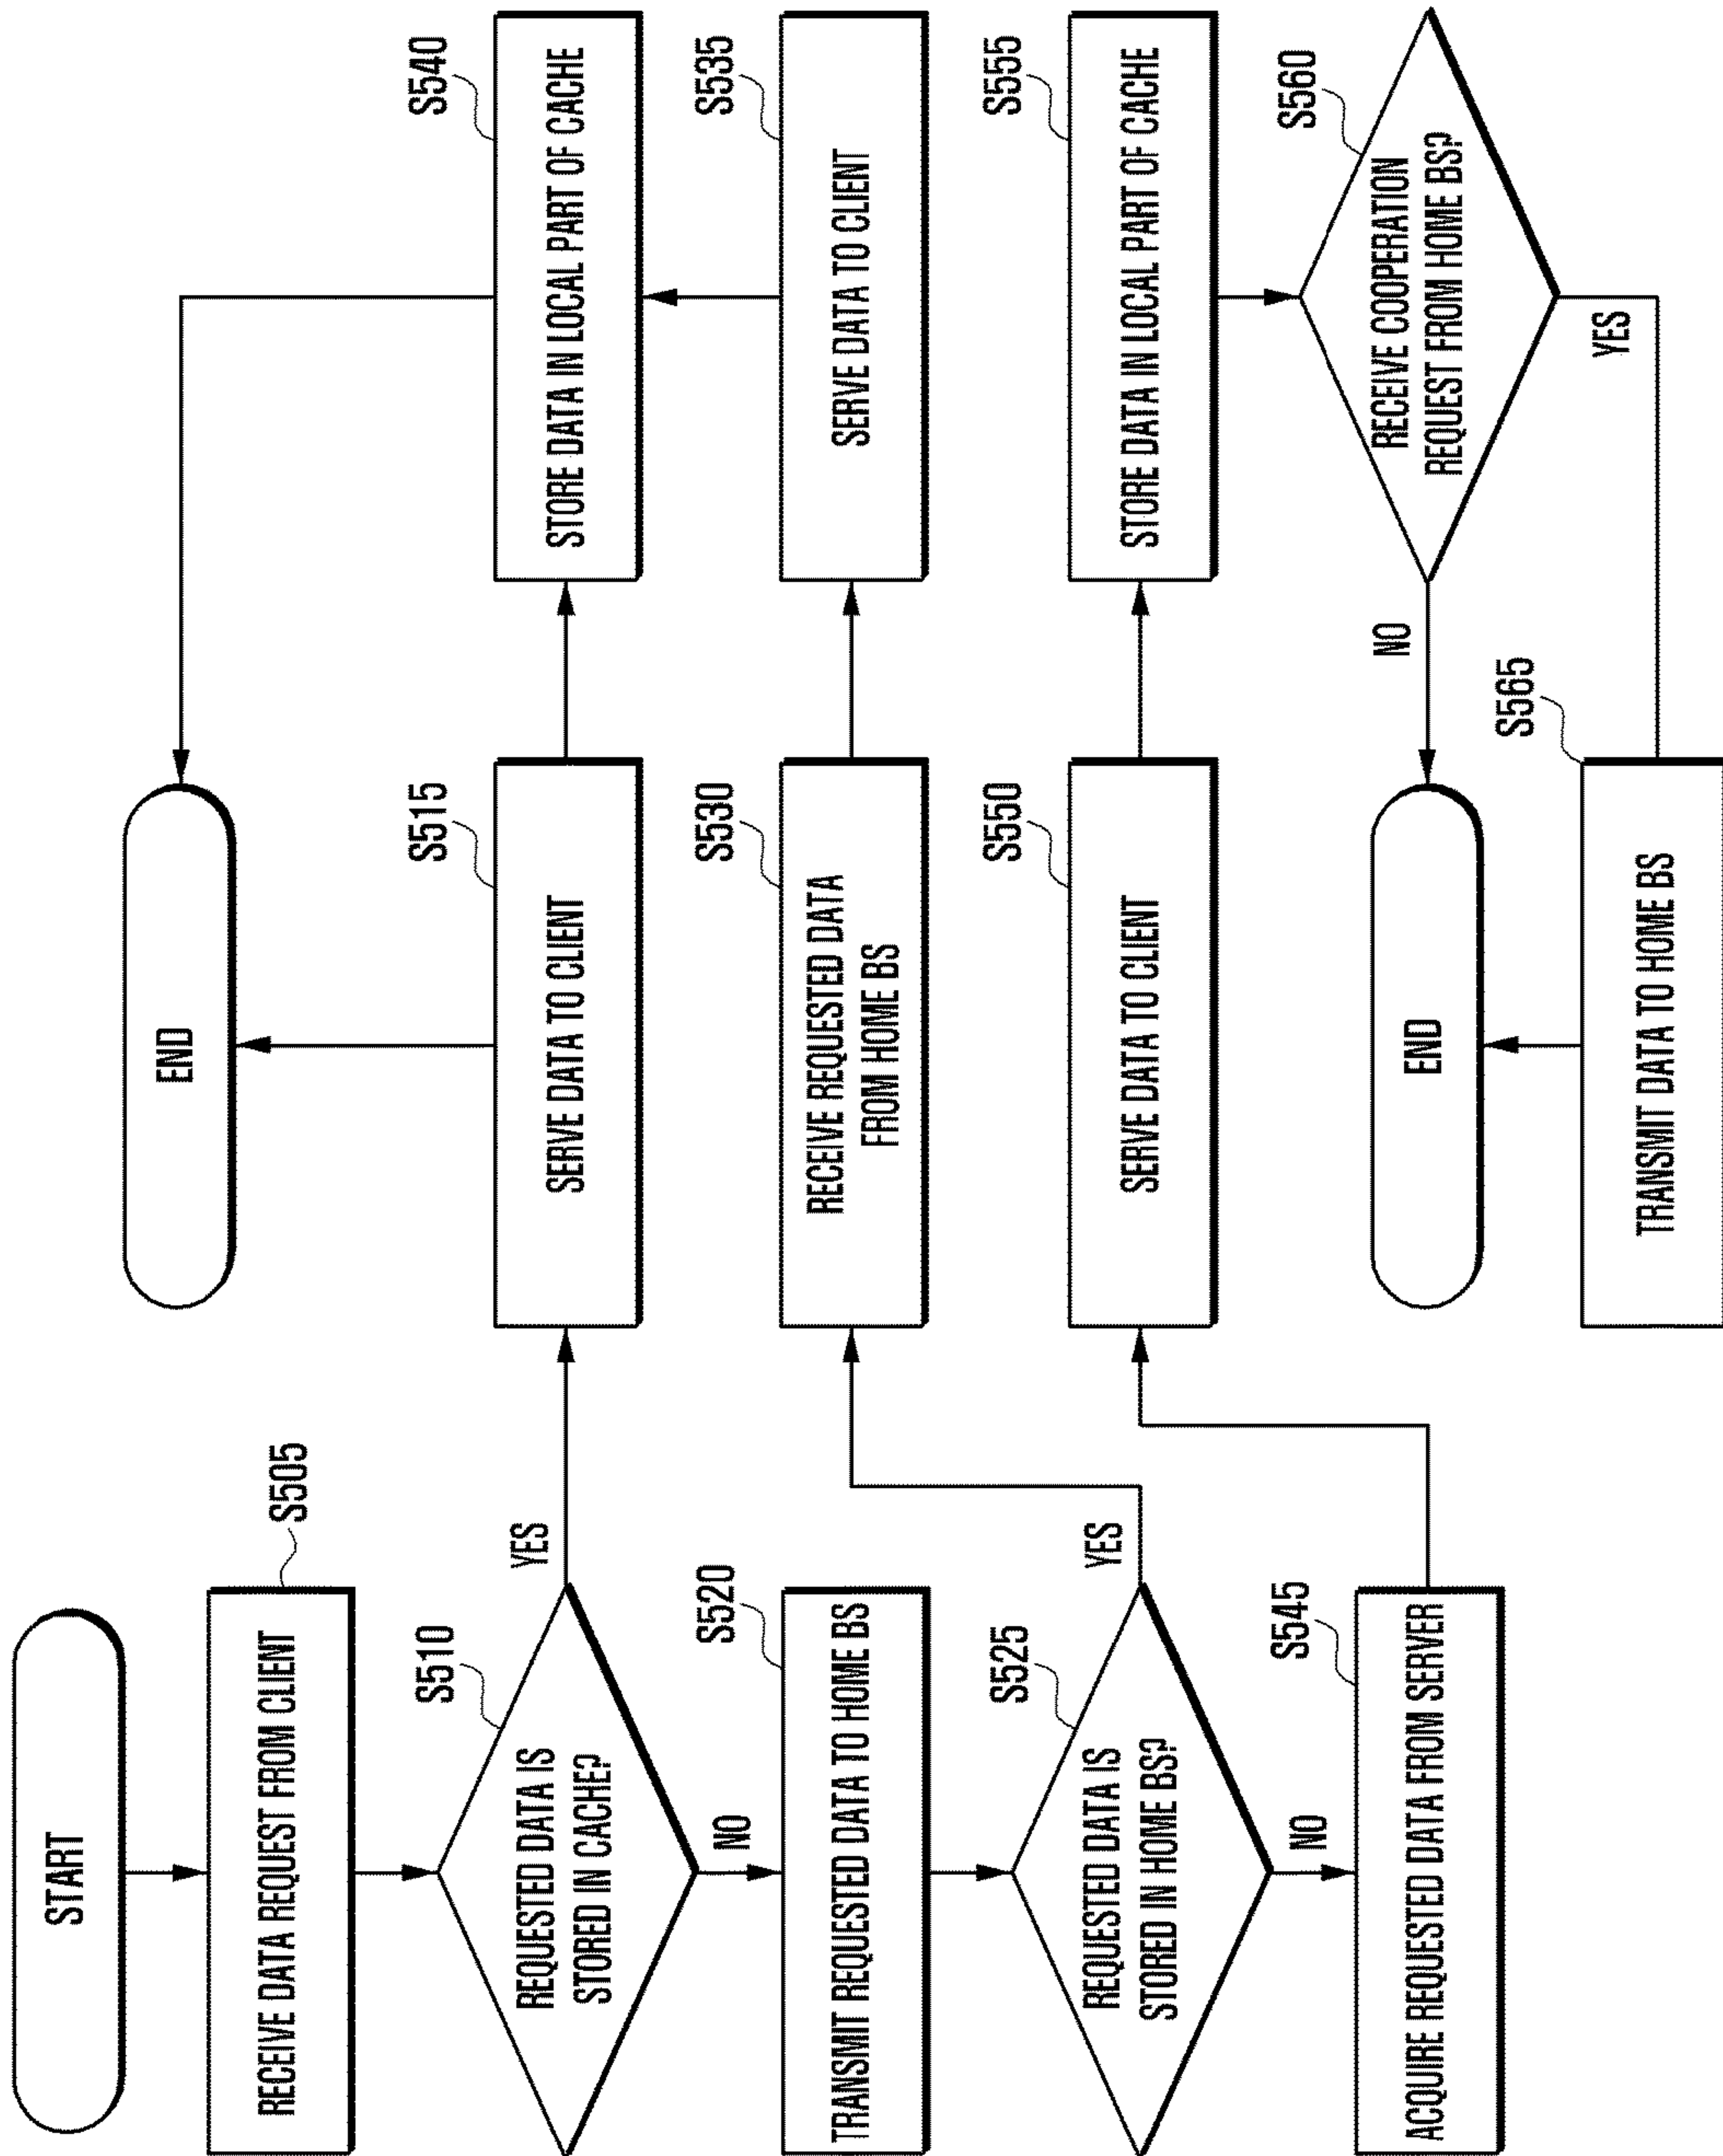 START
S505
RECEIVE DATA REQUEST FROM CLIENT
S510
REQUESTED DATA IS
STORED IN CACHE?
YES
NO
S520
TRANSMIT REQUESTED DATA TO HOME BS
S525
REQUESTED DATA IS
STORED IN HOME BS?
YES
NO
S545
ACQUIRE REQUESTED DATA FROM SERVER
END
S515
SERVE DATA TO CLIENT
S530
RECEIVE REQUESTED DATA
FROM HOME BS
S550
SERVE DATA TO CLIENT
END
S565
TRANSMIT DATA TO HOME BS
S540
STORE DATA IN LOCAL PART OF CACHE
S535
SERVE DATA TO CLIENT
S555
STORE DATA IN LOCAL PART OF CACHE
S560
RECEIVE COOPERATION
REQUEST FROM HOME BS?
NO
YES